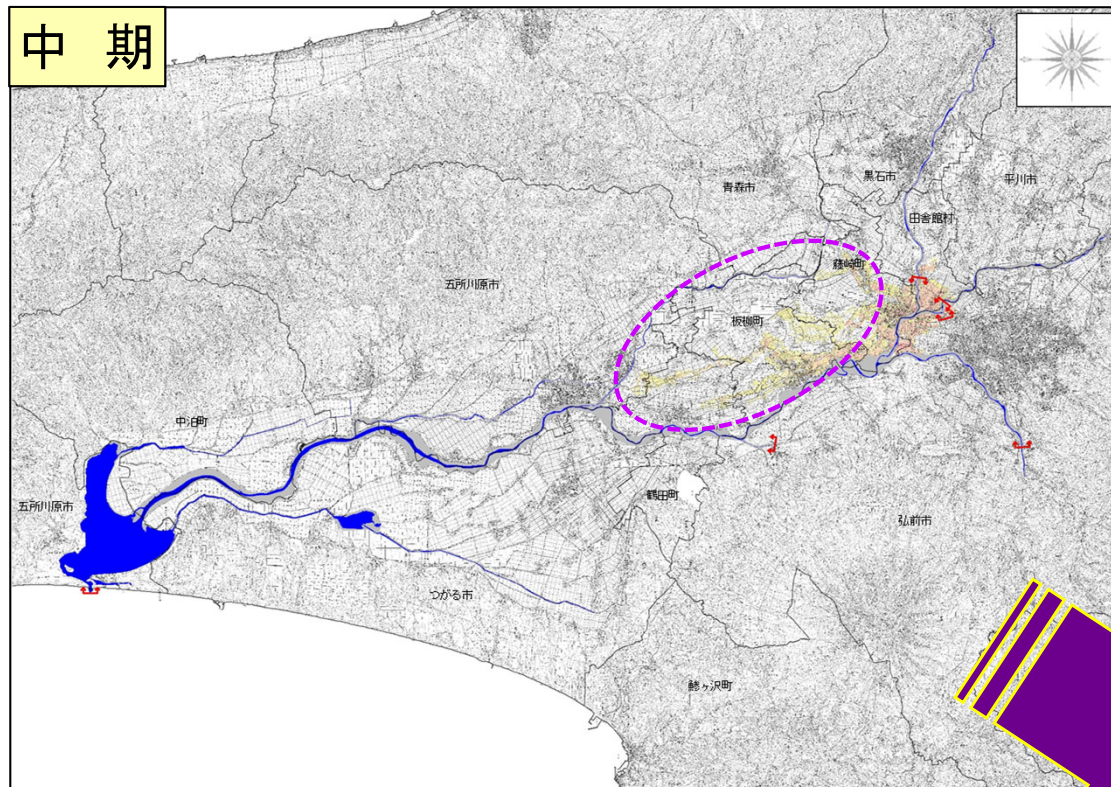 中 期
青森市
黒石市
平川市
田舎館村
藤崎町
五所川原市
板柳町
中泊町
鶴田町
五所川原市
弘前市
つがる市
鯵ヶ沢町